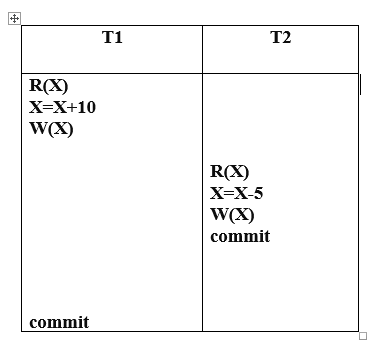 T1 T2
R(X)
X=X+10
W(X)
R(X)
X=X-5
W(X)
commit
commit